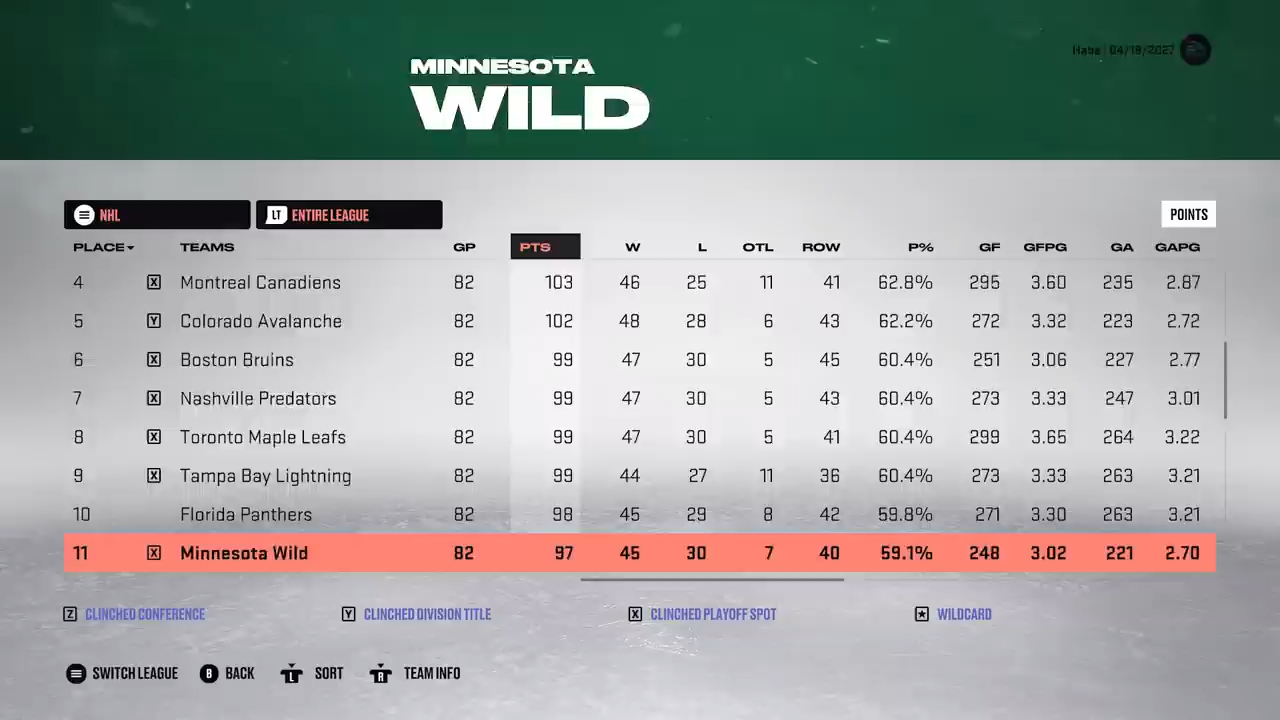 MINNESOTA
WILD
Habs | 04/19/2027
NHL
LT ENTIRE LEAGUE
POINTS
PLACE TEAMS GP PTS W L OTL ROW P% GF GFPG GA GAPG
4 X Montreal Canadiens 82 103 46 25 11 41 62.8% 295 3.60 235 2.87
5 Y Colorado Avalanche 82 102 48 28 6 43 62.2% 272 3.32 223 2.72
6 X Boston Bruins 82 99 47 30 5 45 60.4% 251 3.06 227 2.77
7 X Nashville Predators 82 99 47 30 5 43 60.4% 273 3.33 247 3.01
8 X Toronto Maple Leafs 82 99 47 30 5 41 60.4% 299 3.65 264 3.22
9 X Tampa Bay Lightning 82 99 44 27 11 36 60.4% 273 3.33 263 3.21
10 Florida Panthers 82 98 45 29 8 42 59.8% 271 3.30 263 3.21
11 X Minnesota Wild 82 97 45 30 7 40 59.1% 248 3.02 221 2.70
Z CLINCHED CONFERENCE Y CLINCHED DIVISION TITLE X CLINCHED PLAYOFF SPOT WILDCARD
SWITCH LEAGUE B BACK L SORT R TEAM INFO